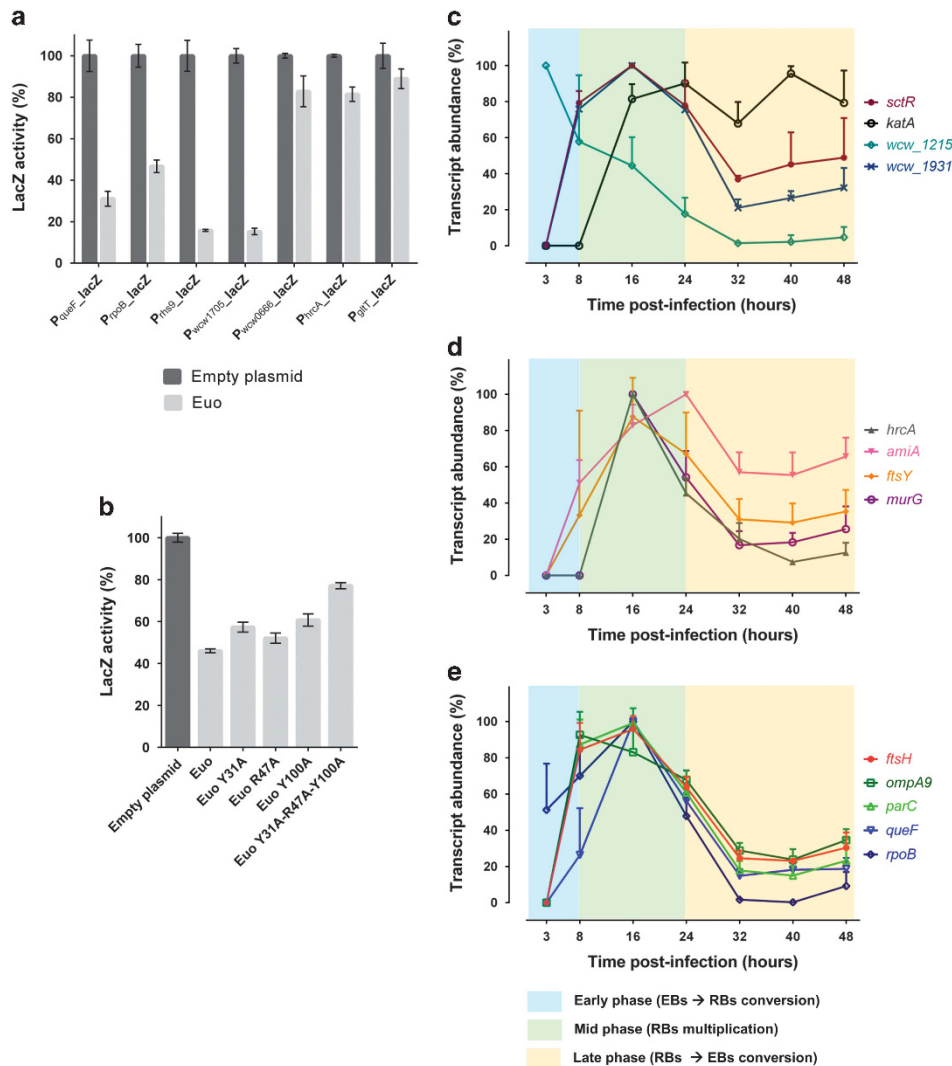 a
LacZ activity (%)
100
80
60
40
20
0
PqueF_lacZ
PrpoB_lacZ
Prhs9_lacZ
Pwcw1705_lacZ
Pwcw0666_lacZ
PhrcA_lacZ
PgltT_lacZ
Empty plasmid
Euo
b
LacZ activity (%)
100
80
60
40
20
0
Empty plasmid
Euo
Euo Y31A
Euo R47A
Euo Y100A
Euo Y31A-R47A-Y100A
c
Transcript abundance (%)
100
80
60
40
20
0
3 8 16 24 32 40 48
Time post-infection (hours)
sctR
katA
wcw_1215
wcw_1931
d
Transcript abundance (%)
100
80
60
40
20
0
3 8 16 24 32 40 48
Time post-infection (hours)
hrcA
amiA
ftsY
murG
e
Transcript abundance (%)
100
80
60
40
20
0
3 8 16 24 32 40 48
Time post-infection (hours)
ftsH
ompA9
parC
queF
rpoB
Early phase (EBs → RBs conversion)
Mid phase (RBs multiplication)
Late phase (RBs → EBs conversion)